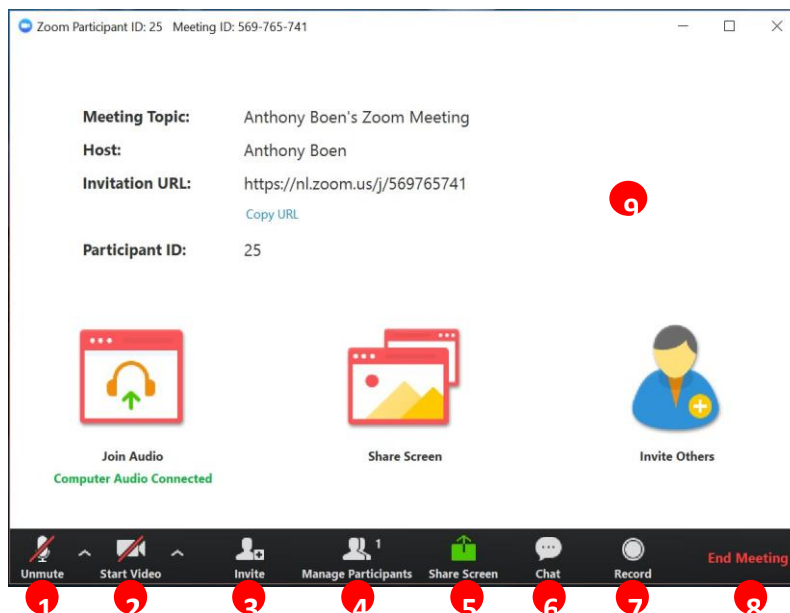 Zoom Participant ID: 25 Meeting ID: 569-765-741
Meeting Topic: Anthony Boen's Zoom Meeting
Host: Anthony Boen
Invitation URL: https://nl.zoom.us/j/569765741
Copy URL
9
Participant ID: 25
Join Audio Share Screen Invite Others
Computer Audio Connected
1
Unmute Start Video Invite Manage Participants Share Screen Chat Record End Meeting
1 2 3 4 5 6 7 8